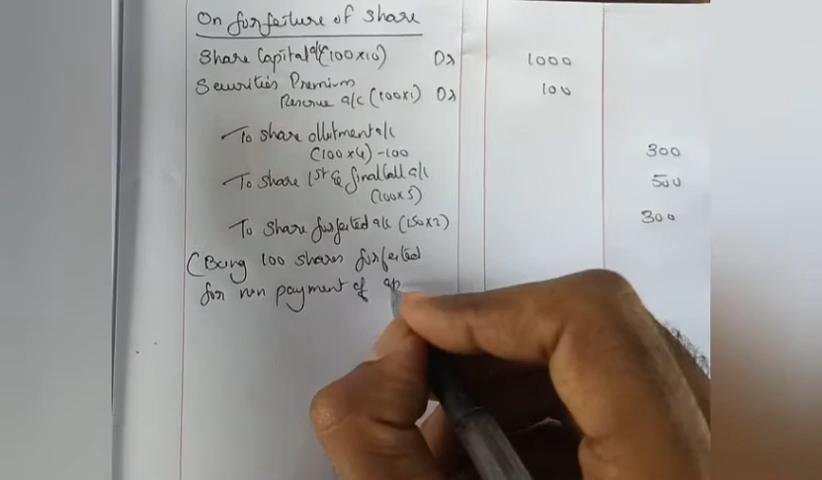 On forfeiture of share
Share Capital a/c (100x10) Dr 1000
Securities Premium
Reserve a/c (100x1) Dr 100
To share allotment a/c
(100x4) -100 300
To share 1st & final Call a/c
(100x5) 500
To share forfeited a/c (150x2) 300
(Being 100 shares forfeited
for non payment of